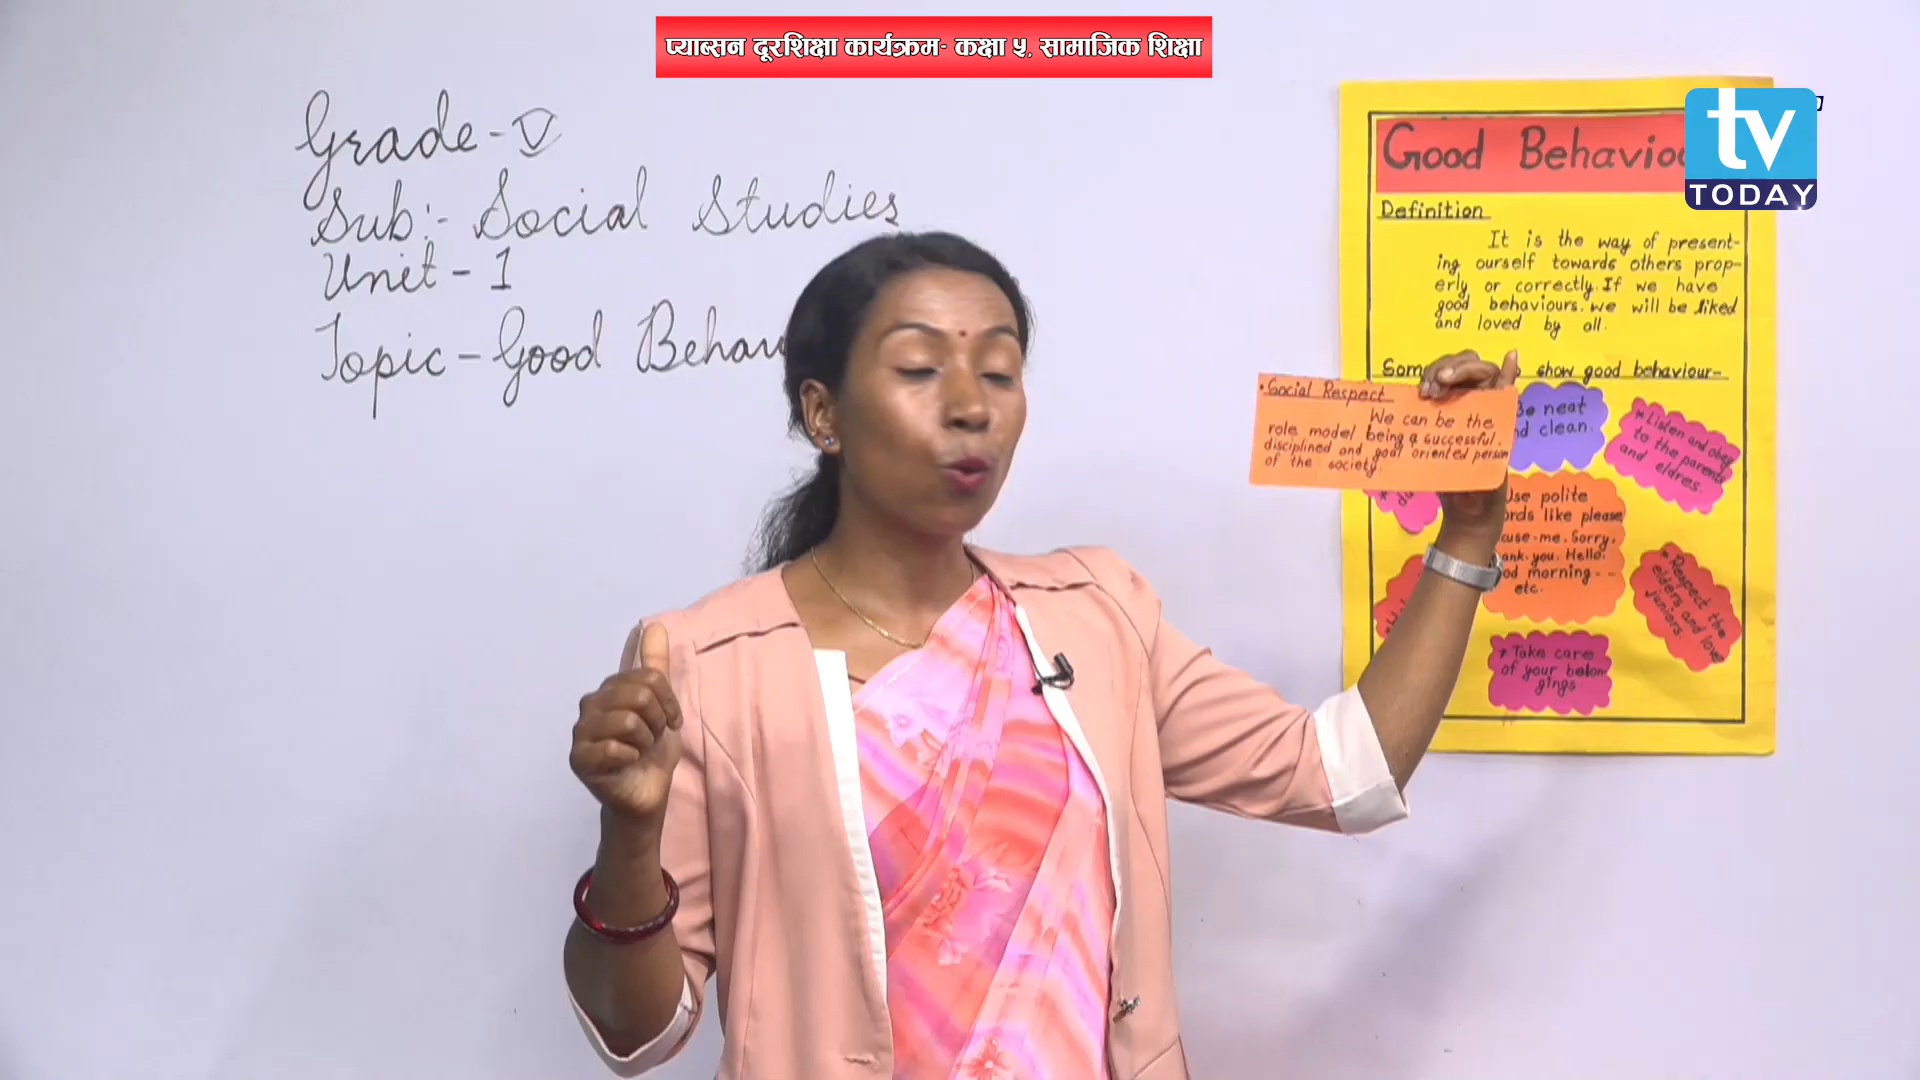 प्याब्सन दूरशिक्षा कार्यक्रम- कक्षा ५, सामाजिक शिक्षा
Grade - V
Sub:- Social Studies
Unit - 1
Topic - Good
tv
TODAY
Good
Definition
It is the way of present-
ing ourself towards others prop-
erly or correctly. If we have
good behaviours. we will be liked
and loved by all.
show good behaviour-
• Social Respect
We can be the
role model being a successful,
disciplined and goal oriented person
of the society.
neat
clean.
* Listen and obey
to the parents
and eldres.
polite
like please,
Sorry,
you. Hello.
morning - -
etc.
* Respect the
elders and love
juniors.
* Take care
of your belon
gings.